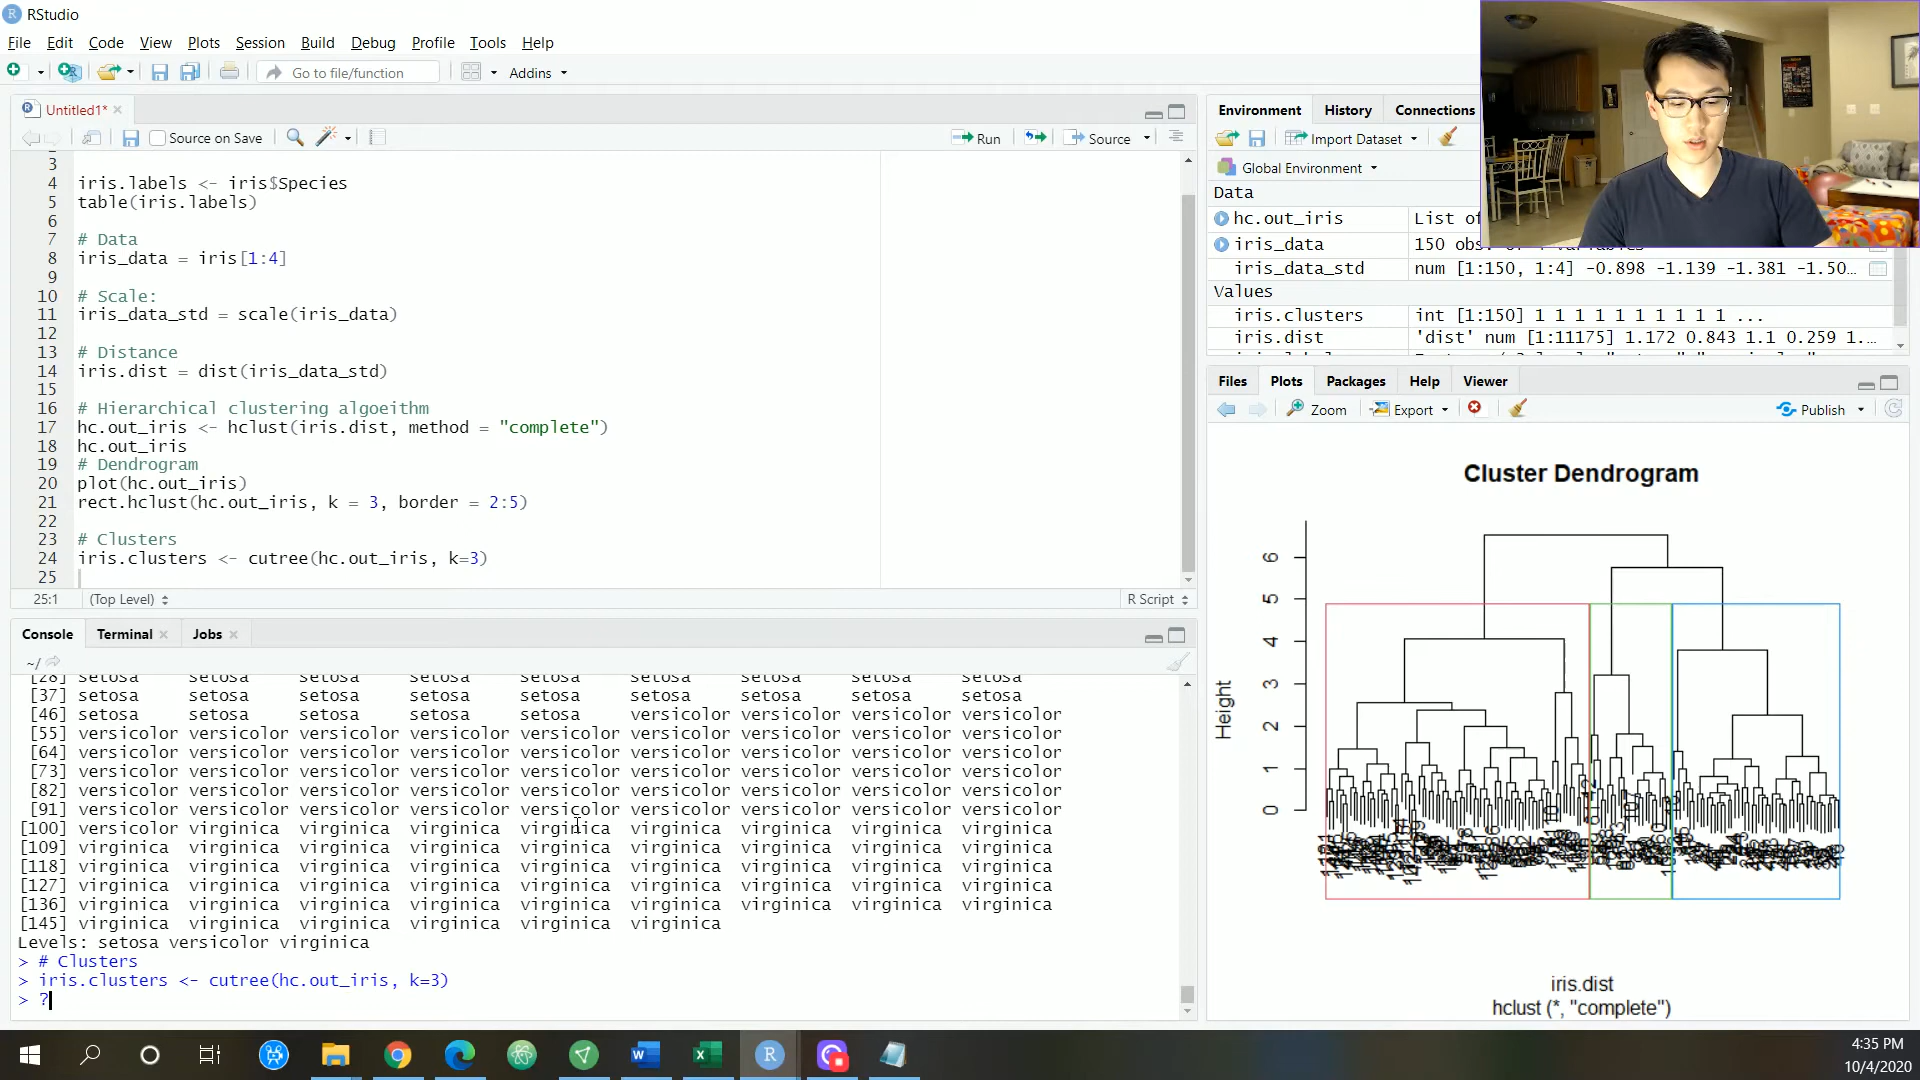 RStudio
File Edit Code View Plots Session Build Debug Profile Tools Help
Go to file/function Addins
Untitled1*
Source on Save Run Source
3
4 iris.labels <- iris$Species
5 table(iris.labels)
6
7 # Data
8 iris_data = iris[1:4]
9
10 # Scale:
11 iris_data_std = scale(iris_data)
12
13 # Distance
14 iris.dist = dist(iris_data_std)
15
16 # Hierarchical clustering algoeithm
17 hc.out_iris <- hclust(iris.dist, method = "complete")
18 hc.out_iris
19 # Dendrogram
20 plot(hc.out_iris)
21 rect.hclust(hc.out_iris, k = 3, border = 2:5)
22
23 # Clusters
24 iris.clusters <- cutree(hc.out_iris, k=3)
25
25:1 (Top Level) R Script
Console Terminal Jobs
~/
[28] setosa setosa setosa setosa setosa setosa setosa setosa setosa
[37] setosa setosa setosa setosa setosa setosa setosa setosa setosa
[46] setosa setosa setosa setosa setosa versicolor versicolor versicolor versicolor
[55] versicolor versicolor versicolor versicolor versicolor versicolor versicolor versicolor versicolor
[64] versicolor versicolor versicolor versicolor versicolor versicolor versicolor versicolor versicolor
[73] versicolor versicolor versicolor versicolor versicolor versicolor versicolor versicolor versicolor
[82] versicolor versicolor versicolor versicolor versicolor versicolor versicolor versicolor versicolor
[91] versicolor versicolor versicolor versicolor versicolor versicolor versicolor versicolor versicolor
[100] versicolor virginica virginica virginica virginica virginica virginica virginica virginica
[109] virginica virginica virginica virginica virginica virginica virginica virginica virginica
[118] virginica virginica virginica virginica virginica virginica virginica virginica virginica
[127] virginica virginica virginica virginica virginica virginica virginica virginica virginica
[136] virginica virginica virginica virginica virginica virginica virginica virginica virginica
[145] virginica virginica virginica virginica virginica virginica
Levels: setosa versicolor virginica
> # Clusters
> iris.clusters <- cutree(hc.out_iris, k=3)
> ?
Environment History Connections
Import Dataset
Global Environment
Data
hc.out_iris List of
iris_data 150 obs.
iris_data_std num [1:150, 1:4] -0.898 -1.139 -1.381 -1.50…
Values
iris.clusters int [1:150] 1 1 1 1 1 1 1 1 1 1 ...
iris.dist 'dist' num [1:11175] 1.172 0.843 1.1 0.259 1.…
Files Plots Packages Help Viewer
Zoom Export Publish
Cluster Dendrogram
Height
6
5
4
3
2
1
0
iris.dist
hclust (*, "complete")
4:35 PM
10/4/2020